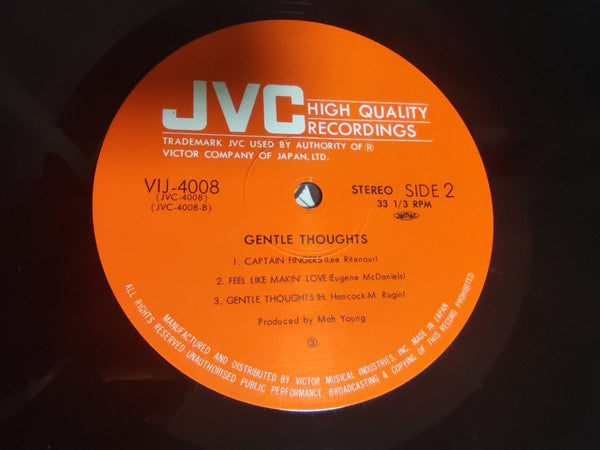 JVC
HIGH QUALITY
RECORDINGS
TRADEMARK JVC USED BY AUTHORITY OF Ⓡ
VICTOR COMPANY OF JAPAN, LTD.
VIJ-4008
(JVC-4008)
(JVC-4008-B)
STEREO SIDE 2
33 1/3 RPM
GENTLE THOUGHTS
1. CAPTAIN FINGERS (Lee Ritenour)
2. FEEL LIKE MAKIN' LOVE (Eugene McDaniels)
3. GENTLE THOUGHTS (H. Hancock-M. Ragin)
Produced by Mah Young
③
MANUFACTURED AND DISTRIBUTED BY VICTOR MUSICAL INDUSTRIES, INC. MADE IN JAPAN
ALL RIGHTS RESERVED UNAUTHORISED PUBLIC PERFORMANCE, BROADCASTING & COPYING OF THIS RECORD PROHIBITED